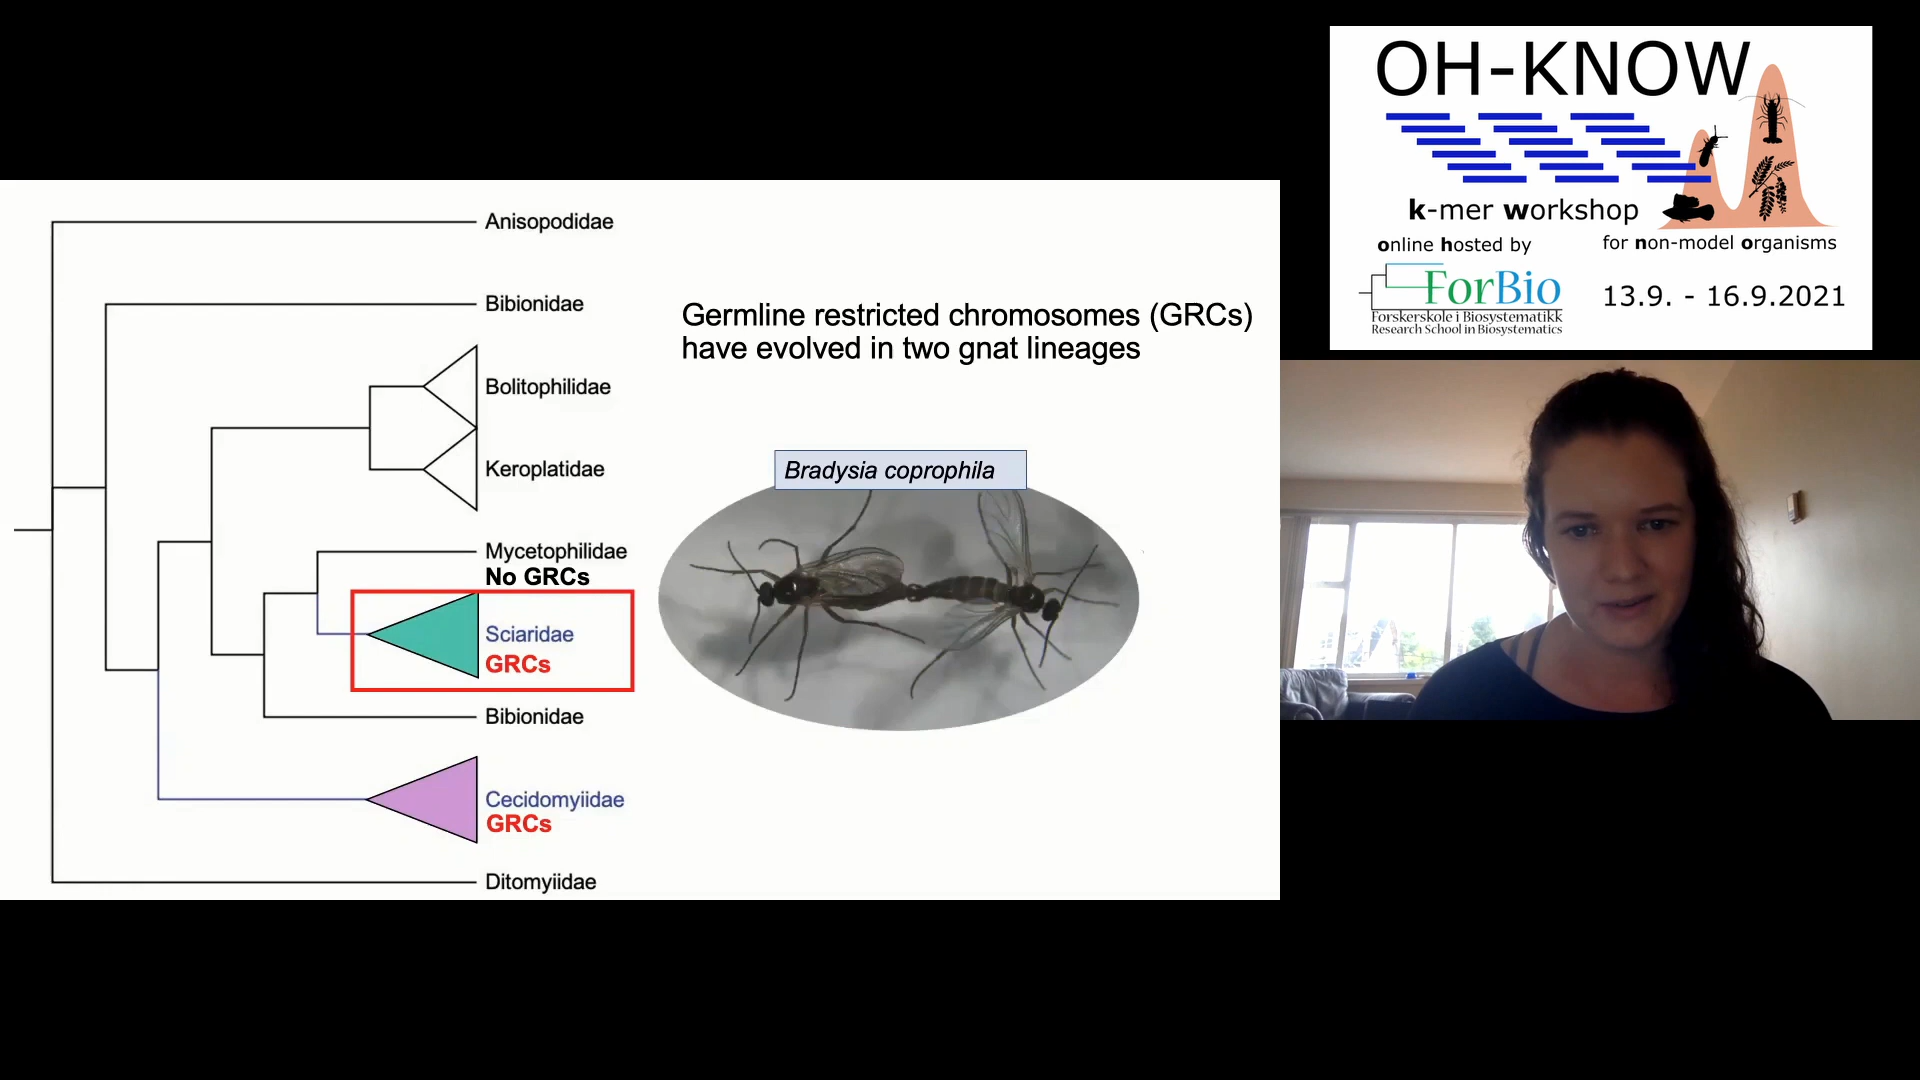 Anisopodidae
Bibionidae
Bolitophilidae
Keroplatidae
Mycetophilidae
No GRCs
Sciaridae
GRCs
Bibionidae
Cecidomyiidae
GRCs
Ditomyiidae
Germline restricted chromosomes (GRCs)
have evolved in two gnat lineages
Bradysia coprophila
OH-KNOW
k-mer workshop
online hosted by
for non-model organisms
ForBio
Forskerskole i Biosystematikk
Research School in Biosystematics
13.9. - 16.9.2021